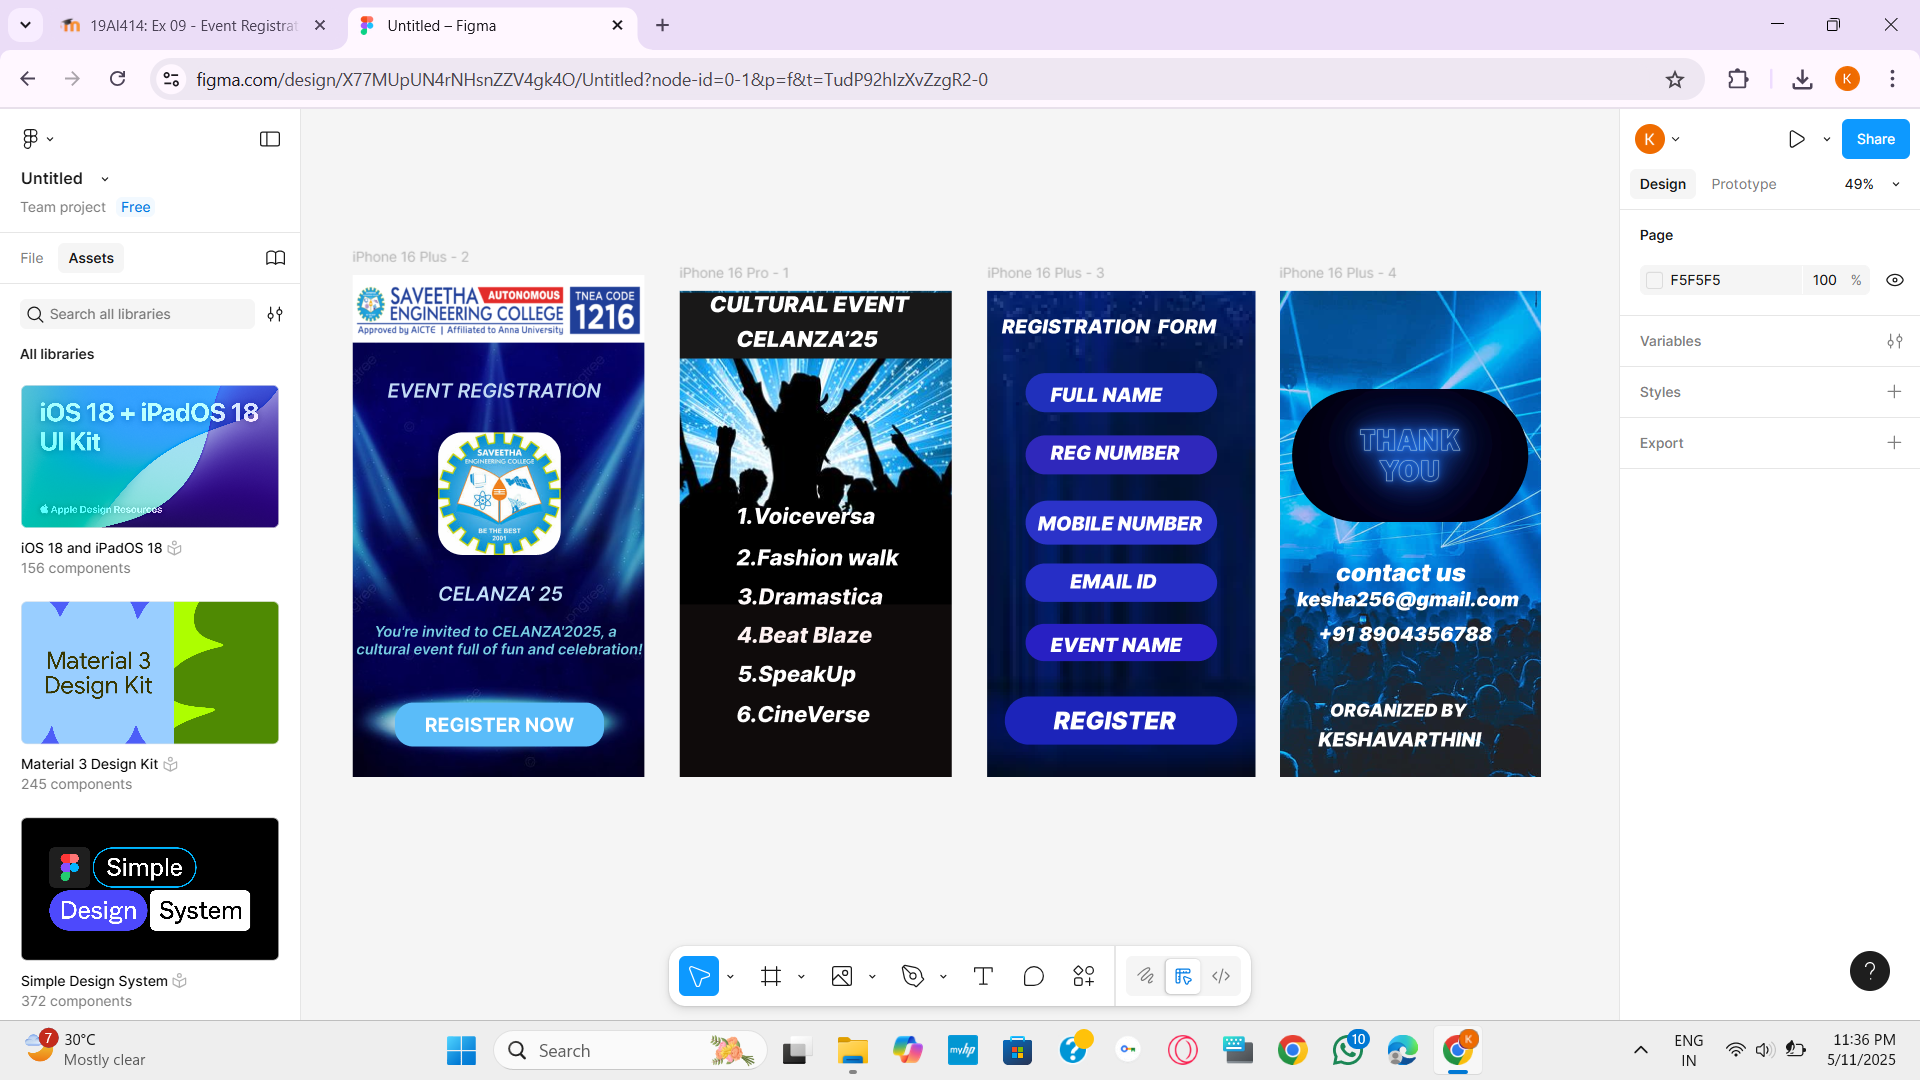 19AI414: Ex 09 - Event Registrat
Untitled – Figma
figma.com/design/X77MUpUN4rNHsnZZV4gk4O/Untitled?node-id=0-1&p=f&t=TudP92hIzXvZzgR2-0
K
Untitled
Team project Free
File Assets
Search all libraries
All libraries
iOS 18 + iPadOS 18
UI Kit
Apple Design Resources
iOS 18 and iPadOS 18
156 components
Material 3
Design Kit
Material 3 Design Kit
245 components
Simple
Design System
Simple Design System
372 components
iPhone 16 Plus - 2
SAVEETHA AUTONOMOUS
ENGINEERING COLLEGE
Approved by AICTE | Affiliated to Anna University
TNEA CODE
1216
EVENT REGISTRATION
SAVEETHA
ENGINEERING COLLEGE
BE THE BEST
2001
CELANZA' 25
You're invited to CELANZA'2025, a
cultural event full of fun and celebration!
REGISTER NOW
iPhone 16 Pro - 1
CULTURAL EVENT
CELANZA'25
1.Voiceversa
2.Fashion walk
3.Dramastica
4.Beat Blaze
5.SpeakUp
6.CineVerse
iPhone 16 Plus - 3
REGISTRATION FORM
FULL NAME
REG NUMBER
MOBILE NUMBER
EMAIL ID
EVENT NAME
REGISTER
iPhone 16 Plus - 4
THANK
YOU
contact us
kesha256@gmail.com
+91 8904356788
ORGANIZED BY
KESHAVARTHINI
K
Share
Design Prototype 49%
Page
F5F5F5 100 %
Variables
Styles
Export
?
7
30°C
Mostly clear
Search
myhp
10
K
ENG
IN
11:36 PM
5/11/2025